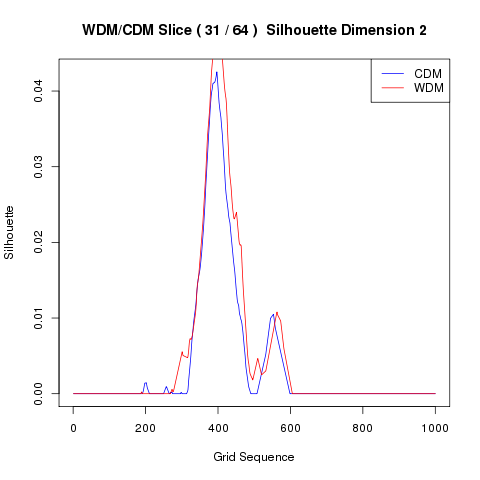 WDM/CDM Slice ( 31 / 64 )  Silhouette Dimension 2
CDM
WDM
Silhouette
0.04
0.03
0.02
0.01
0.00
0 200 400 600 800 1000
Grid Sequence